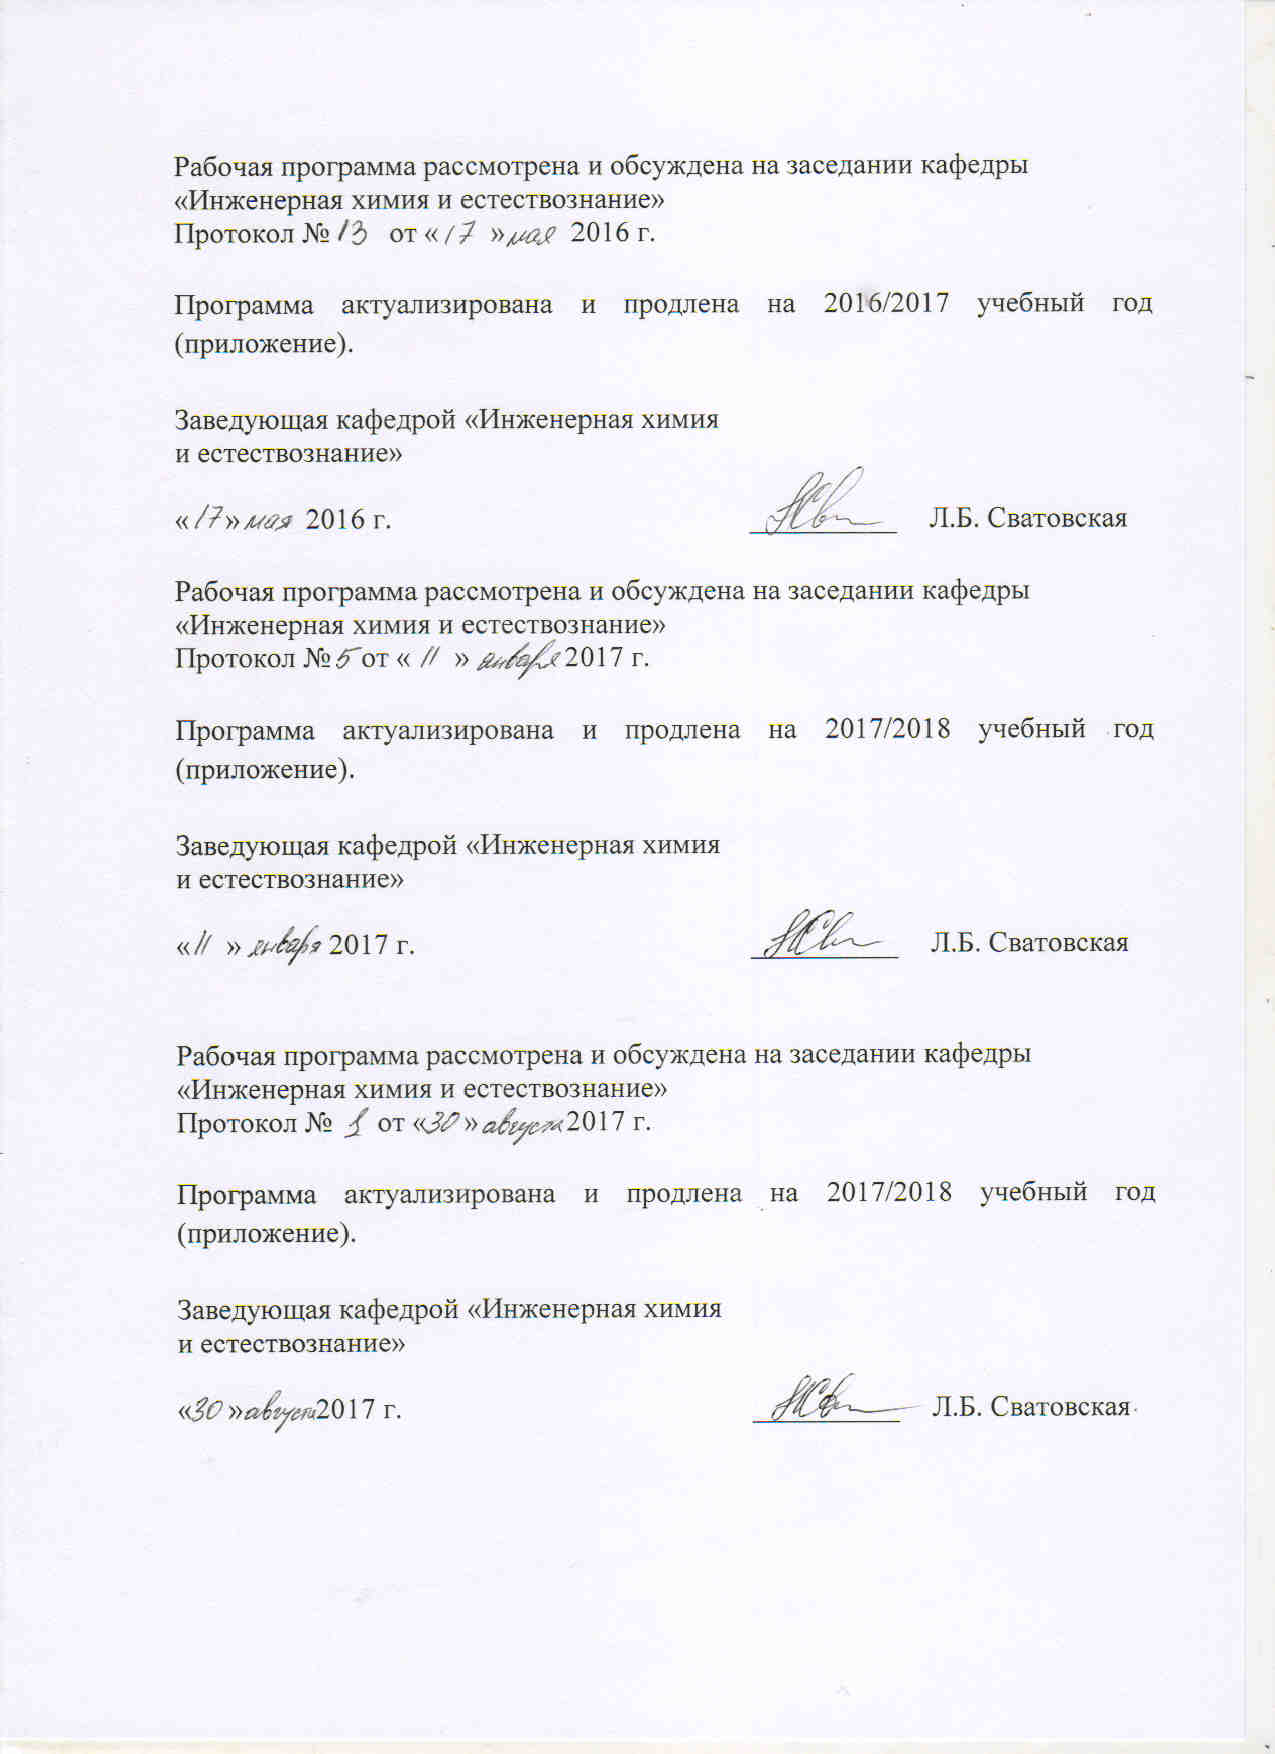 Рабочая программа рассмотрена и обсуждена на заседании кафедры
«Инженерная химия и естествознание»
Протокол № 13 от « 17 » мая 2016 г.
Программа актуализирована и продлена на 2016/2017 учебный год
(приложение).
Заведующая кафедрой «Инженерная химия
и естествознание»
« 17 » мая 2016 г. Л.Б. Сватовская
Рабочая программа рассмотрена и обсуждена на заседании кафедры
«Инженерная химия и естествознание»
Протокол № 5 от « 11 » января 2017 г.
Программа актуализирована и продлена на 2017/2018 учебный год
(приложение).
Заведующая кафедрой «Инженерная химия
и естествознание»
« 11 » января 2017 г. Л.Б. Сватовская
Рабочая программа рассмотрена и обсуждена на заседании кафедры
«Инженерная химия и естествознание»
Протокол № 1 от «30 » августа 2017 г.
Программа актуализирована и продлена на 2017/2018 учебный год
(приложение).
Заведующая кафедрой «Инженерная химия
и естествознание»
«30 » августа 2017 г. Л.Б. Сватовская